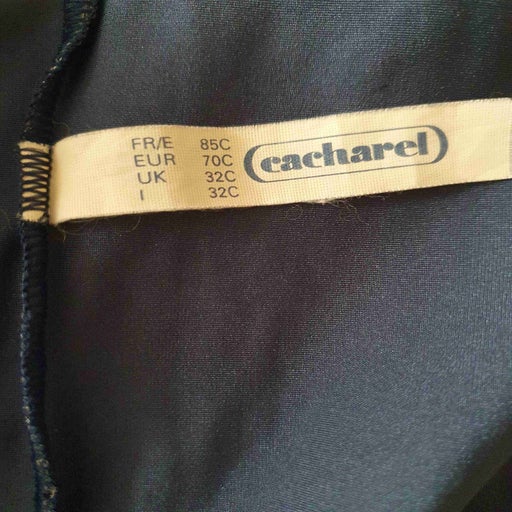 FR/E 85C
EUR 70C
UK 32C
I 32C
cacharel